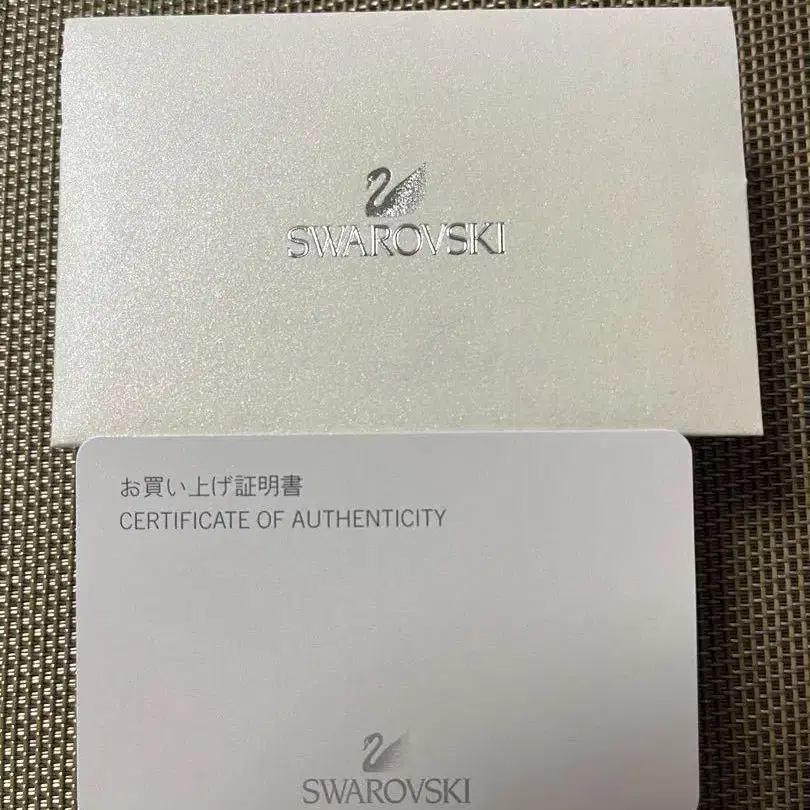 SWAROVSKI
お買い上げ証明書
CERTIFICATE OF AUTHENTICITY
SWAROVSKI